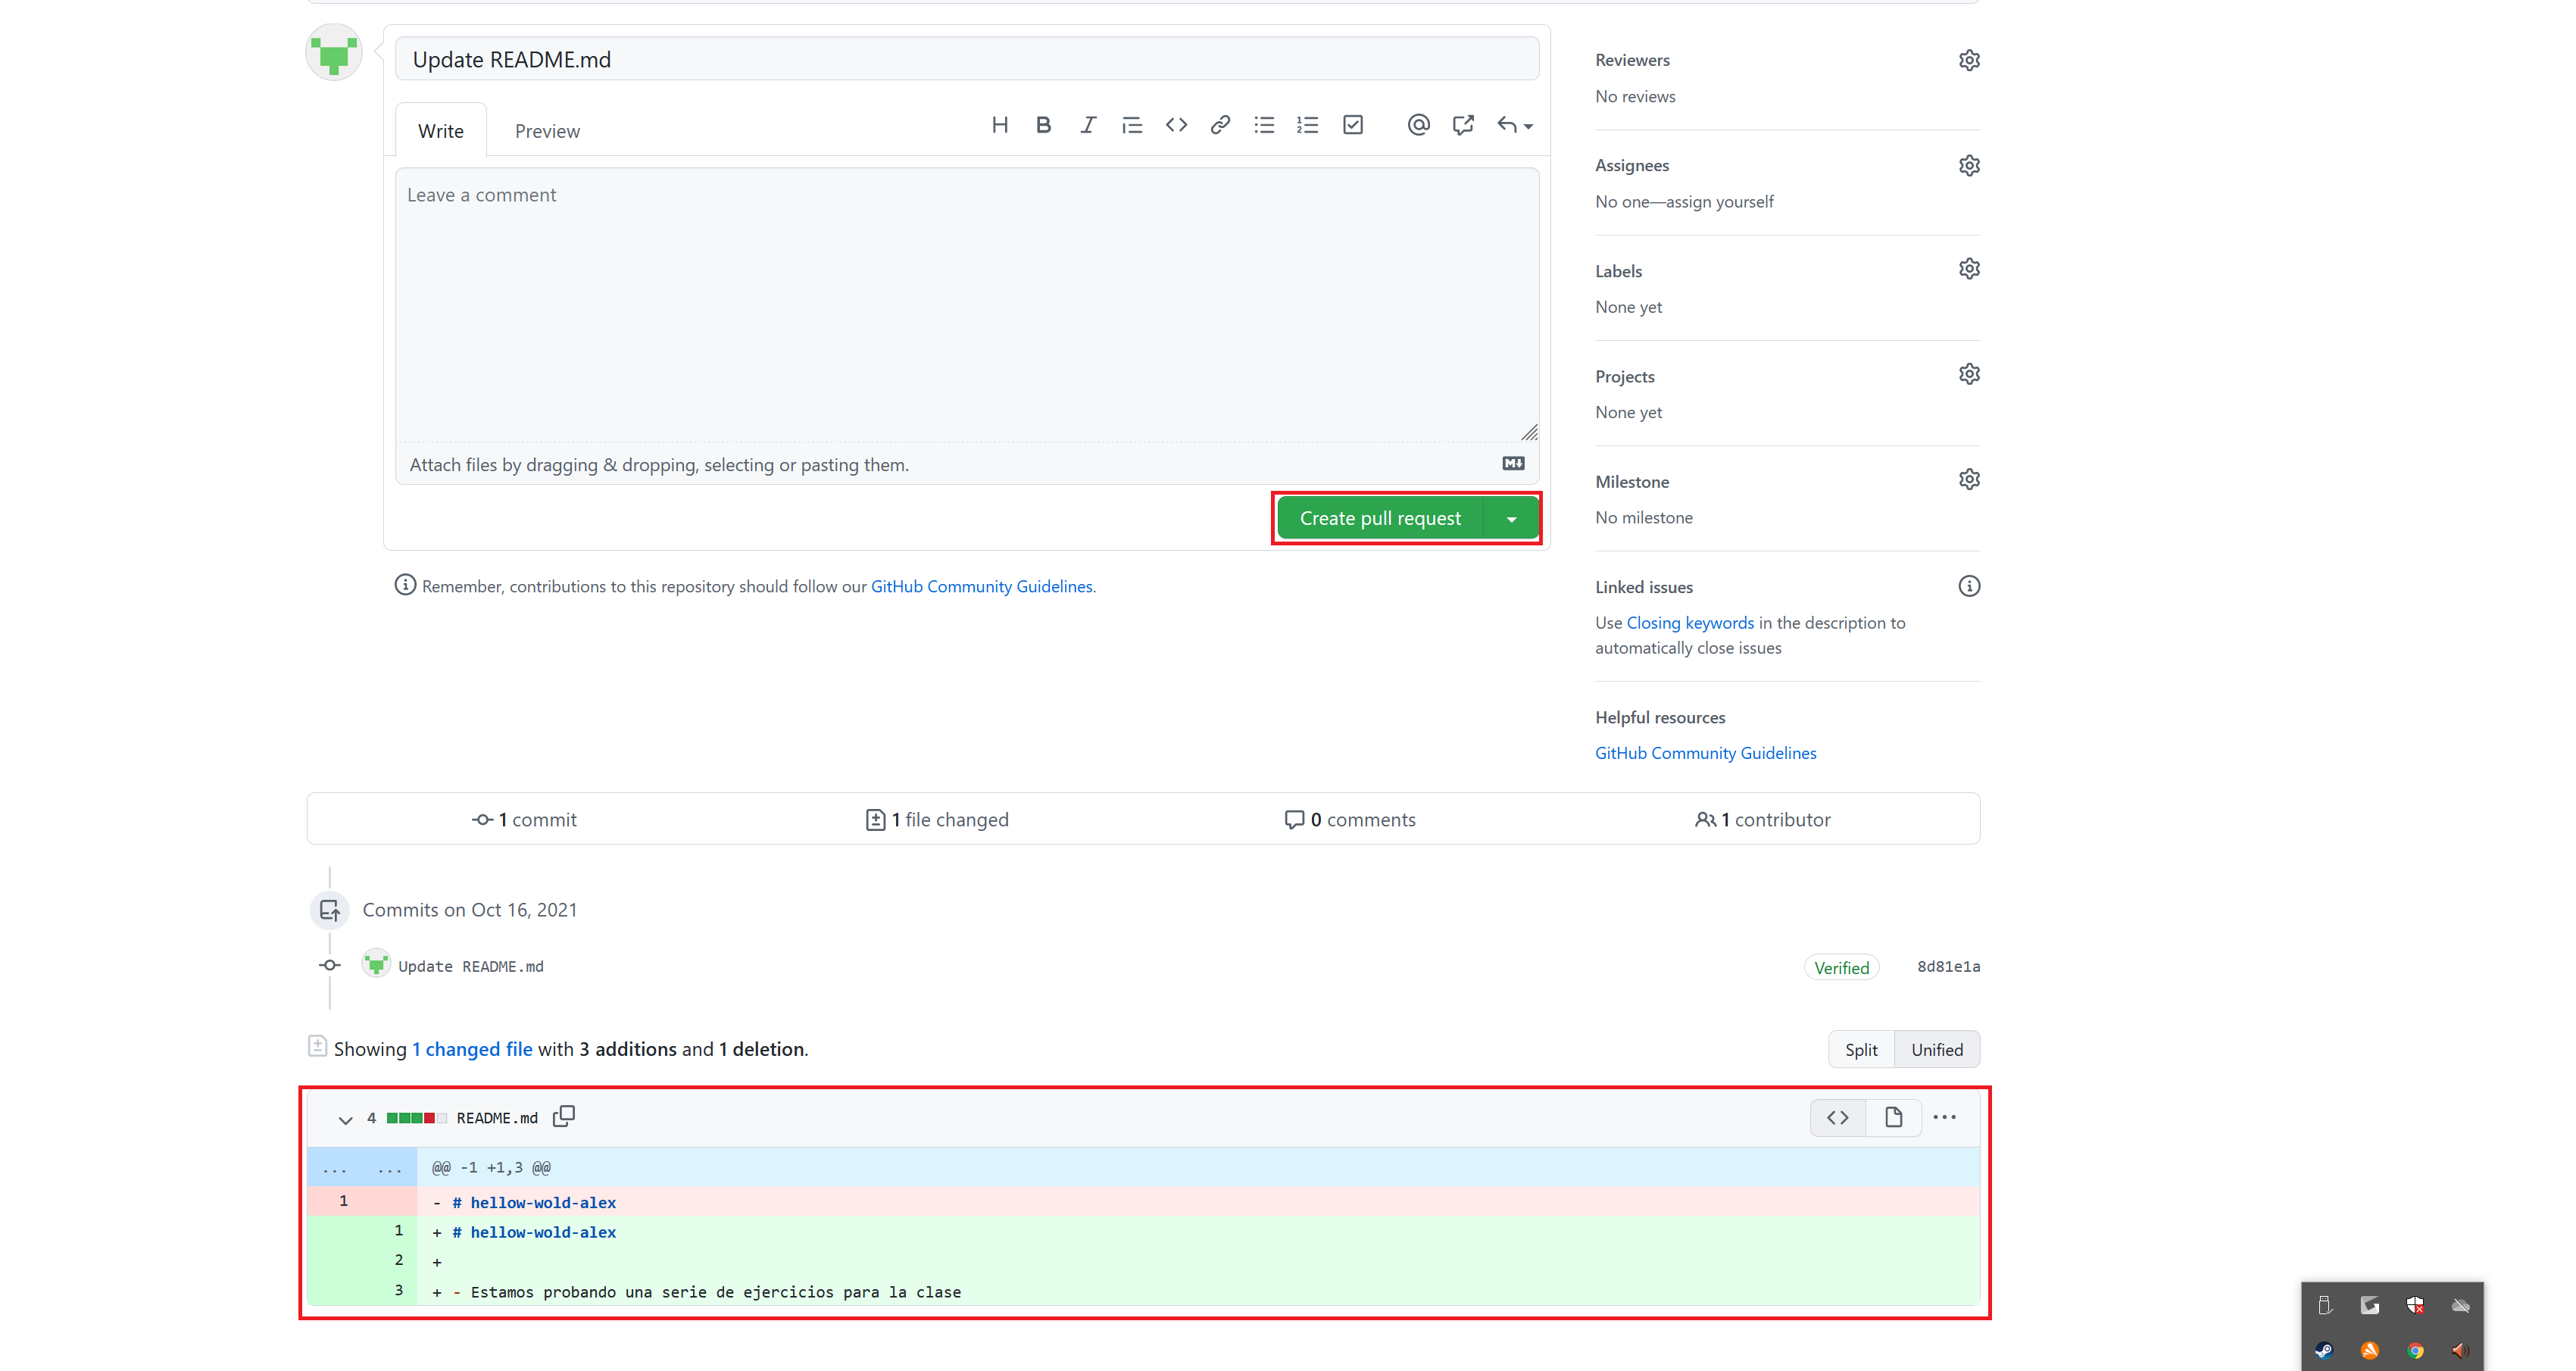 Update README.md
Write Preview
Leave a comment
Attach files by dragging & dropping, selecting or pasting them.
Create pull request
Remember, contributions to this repository should follow our GitHub Community Guidelines.
Reviewers
No reviews
Assignees
No one—assign yourself
Labels
None yet
Projects
None yet
Milestone
No milestone
Linked issues
Use Closing keywords in the description to
automatically close issues
Helpful resources
GitHub Community Guidelines
1 commit 1 file changed 0 comments 1 contributor
Commits on Oct 16, 2021
Update README.md Verified 8d81e1a
Showing 1 changed file with 3 additions and 1 deletion. Split Unified
4 README.md
... ... @@ -1 +1,3 @@
1 - # hellow-wold-alex
1 + # hellow-wold-alex
2 +
3 + - Estamos probando una serie de ejercicios para la clase